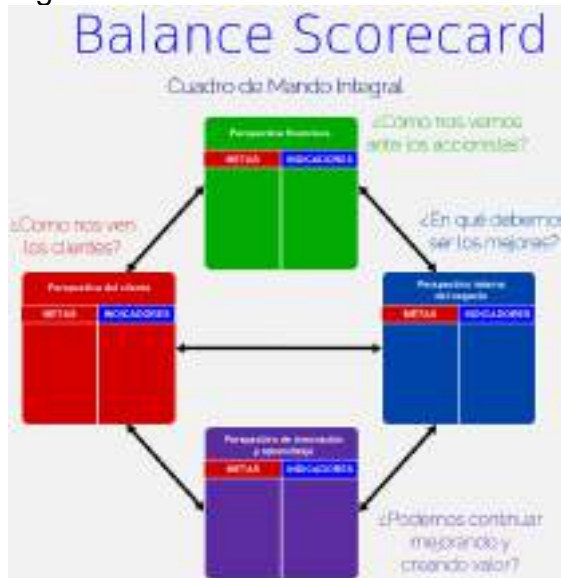 Balance Scorecard
Cuadro de Mando Integral
Perspectiva financiera
METAS INDICADORES
¿Cómo nos vemos
ante los accionistas?
¿Cómo nos ven
los clientes?
¿En qué debemos
ser los mejores?
Perspectiva del cliente
METAS INDICADORES
Perspectiva interna
del negocio
METAS INDICADORES
Perspectiva de innovación
y aprendizaje
METAS INDICADORES
¿Podemos continuar
mejorando y
creando valor?